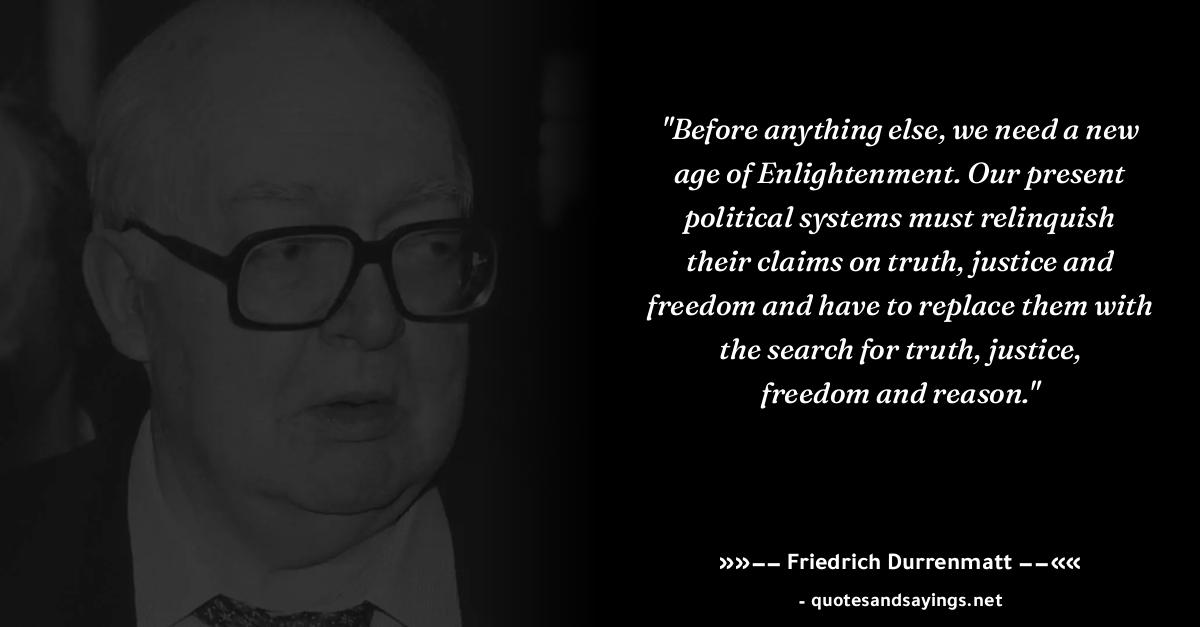 "Before anything else, we need a new
age of Enlightenment. Our present
political systems must relinquish
their claims on truth, justice and
freedom and have to replace them with
the search for truth, justice,
freedom and reason."
»»−− Friedrich Durrenmatt −−««
- quotesandsayings.net